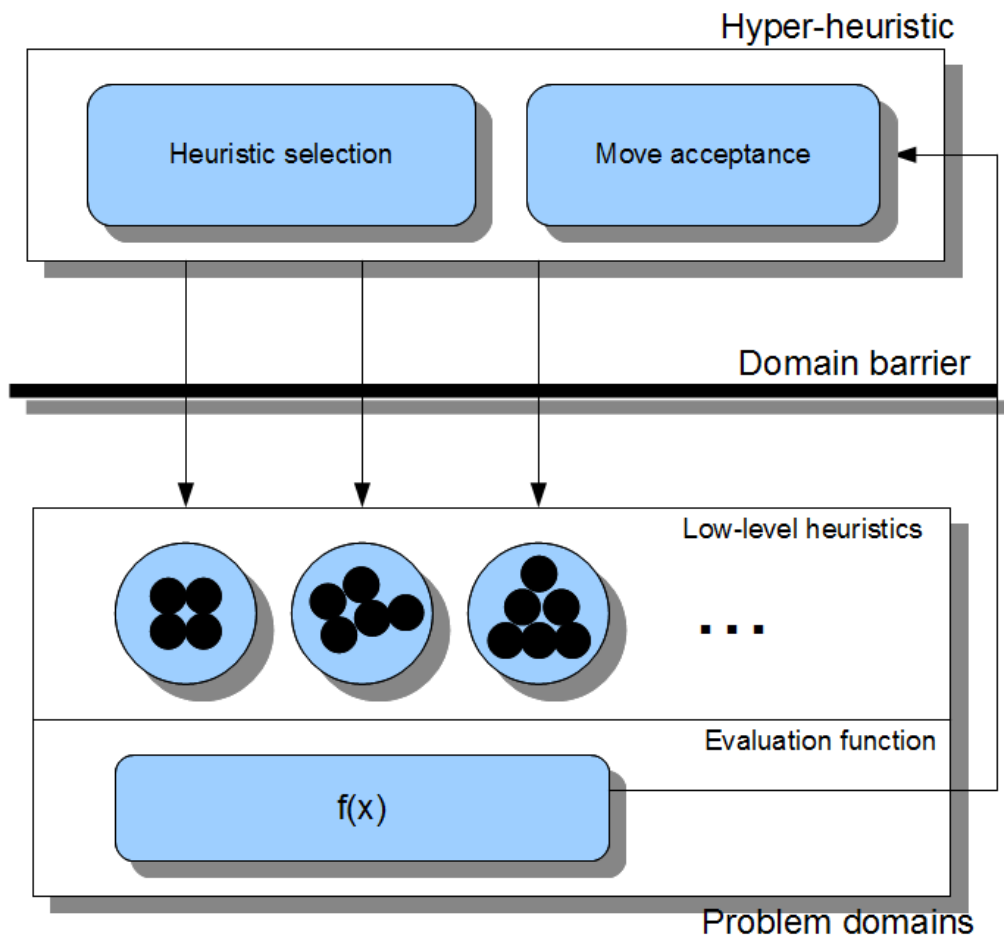 Hyper-heuristic
Heuristic selection
Move acceptance
Domain barrier
Low-level heuristics
...
Evaluation function
f(x)
Problem domains